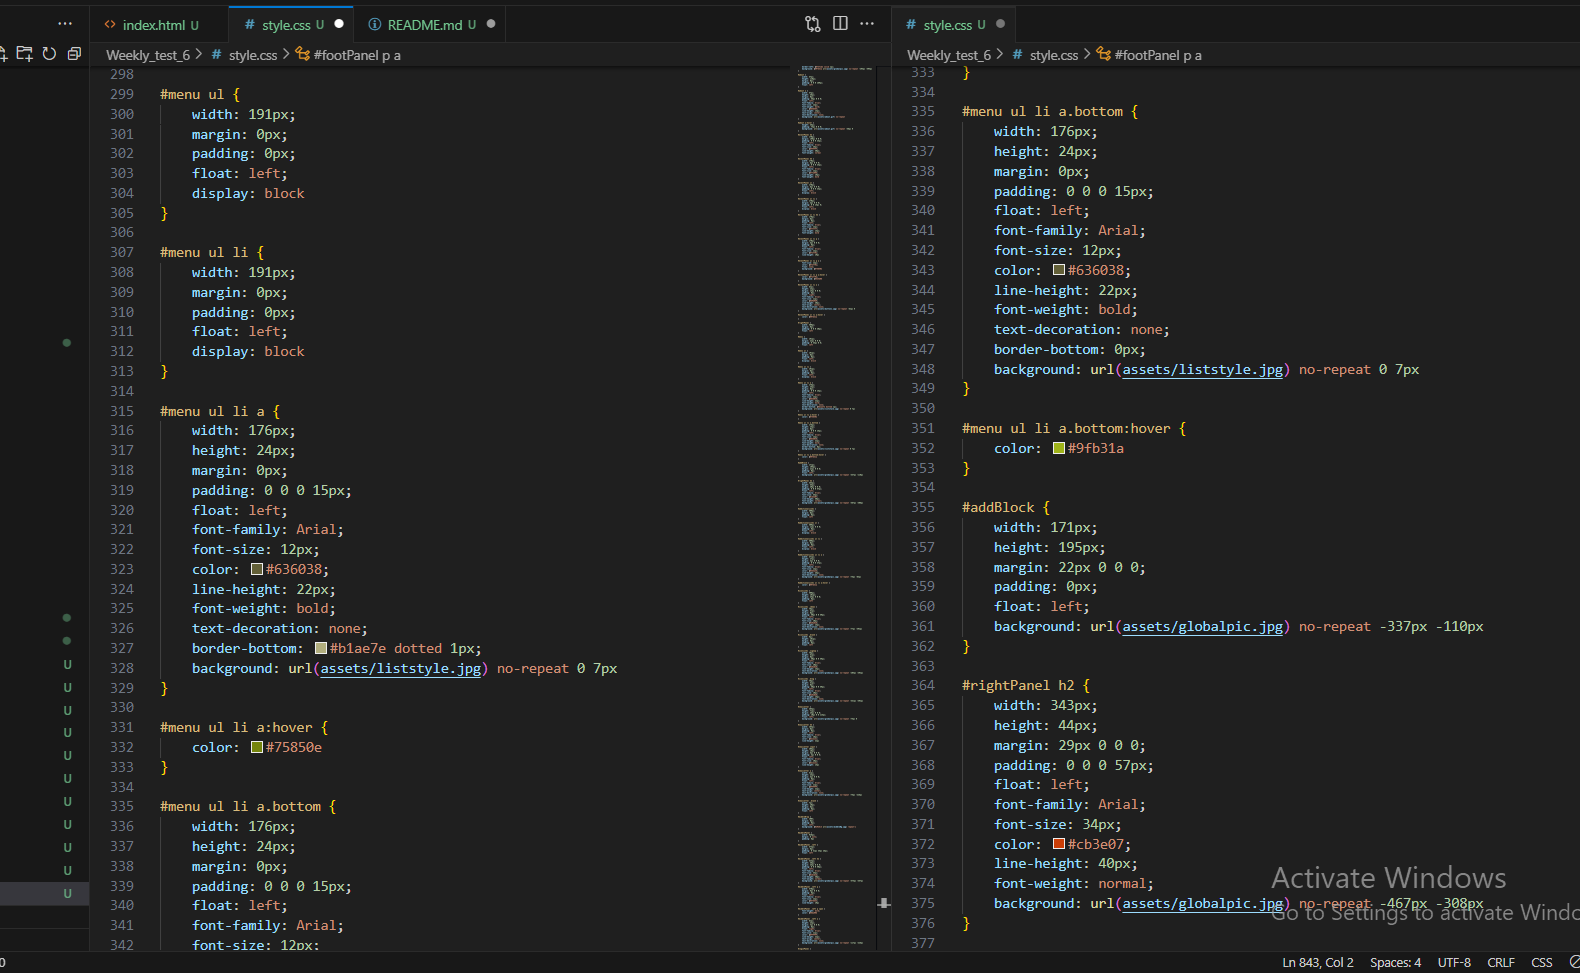 index.html U
style.css U
README.md U
style.css U
Weekly_test_6 > # style.css > #footPanel p a
Weekly_test_6 > # style.css > #footPanel p a
298
299 #menu ul {
300 width: 191px;
301 margin: 0px;
302 padding: 0px;
303 float: left;
304 display: block
305 }
306
307 #menu ul li {
308 width: 191px;
309 margin: 0px;
310 padding: 0px;
311 float: left;
312 display: block
313 }
314
315 #menu ul li a {
316 width: 176px;
317 height: 24px;
318 margin: 0px;
319 padding: 0 0 0 15px;
320 float: left;
321 font-family: Arial;
322 font-size: 12px;
323 color: #636038;
324 line-height: 22px;
325 font-weight: bold;
326 text-decoration: none;
327 border-bottom: #b1ae7e dotted 1px;
328 background: url(assets/liststyle.jpg) no-repeat 0 7px
329 }
330
331 #menu ul li a:hover {
332 color: #75850e
333 }
334
335 #menu ul li a.bottom {
336 width: 176px;
337 height: 24px;
338 margin: 0px;
339 padding: 0 0 0 15px;
340 float: left;
341 font-family: Arial;
342 font-size: 12px;
333 }
334
335 #menu ul li a.bottom {
336 width: 176px;
337 height: 24px;
338 margin: 0px;
339 padding: 0 0 0 15px;
340 float: left;
341 font-family: Arial;
342 font-size: 12px;
343 color: #636038;
344 line-height: 22px;
345 font-weight: bold;
346 text-decoration: none;
347 border-bottom: 0px;
348 background: url(assets/liststyle.jpg) no-repeat 0 7px
349 }
350
351 #menu ul li a.bottom:hover {
352 color: #9fb31a
353 }
354
355 #addBlock {
356 width: 171px;
357 height: 195px;
358 margin: 22px 0 0 0;
359 padding: 0px;
360 float: left;
361 background: url(assets/globalpic.jpg) no-repeat -337px -110px
362 }
363
364 #rightPanel h2 {
365 width: 343px;
366 height: 44px;
367 margin: 29px 0 0 0;
368 padding: 0 0 0 57px;
369 float: left;
370 font-family: Arial;
371 font-size: 34px;
372 color: #cb3e07;
373 line-height: 40px;
374 font-weight: normal;
375 background: url(assets/globalpic.jpg) no-repeat -467px -308px
376 }
377
U
U
U
U
U
U
U
U
U
U
U
Activate Windows
Go to Settings to activate Windo
0
Ln 843, Col 2 Spaces: 4 UTF-8 CRLF CSS